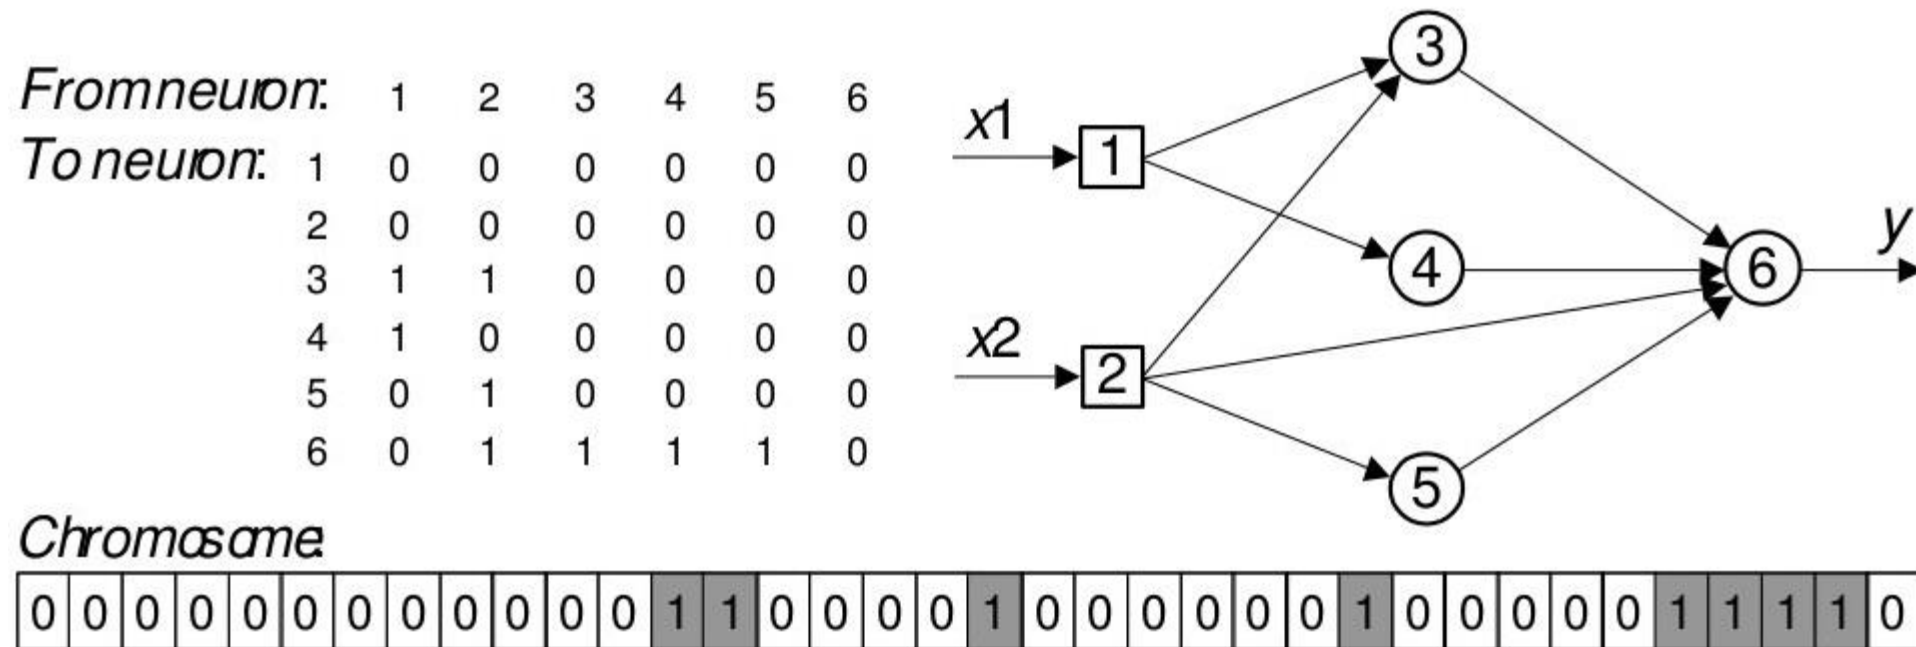 From neuron: 1 2 3 4 5 6
To neuron: 1 0 0 0 0 0 0
2 0 0 0 0 0 0
3 1 1 0 0 0 0
4 1 0 0 0 0 0
5 0 1 0 0 0 0
6 0 1 1 1 1 0
x1
1
x2
2
3
4
5
6
y
Chromosome:
0 0 0 0 0 0 0 0 0 0 0 0 1 1 0 0 0 0 1 0 0 0 0 0 0 1 0 0 0 0 0 1 1 1 1 0